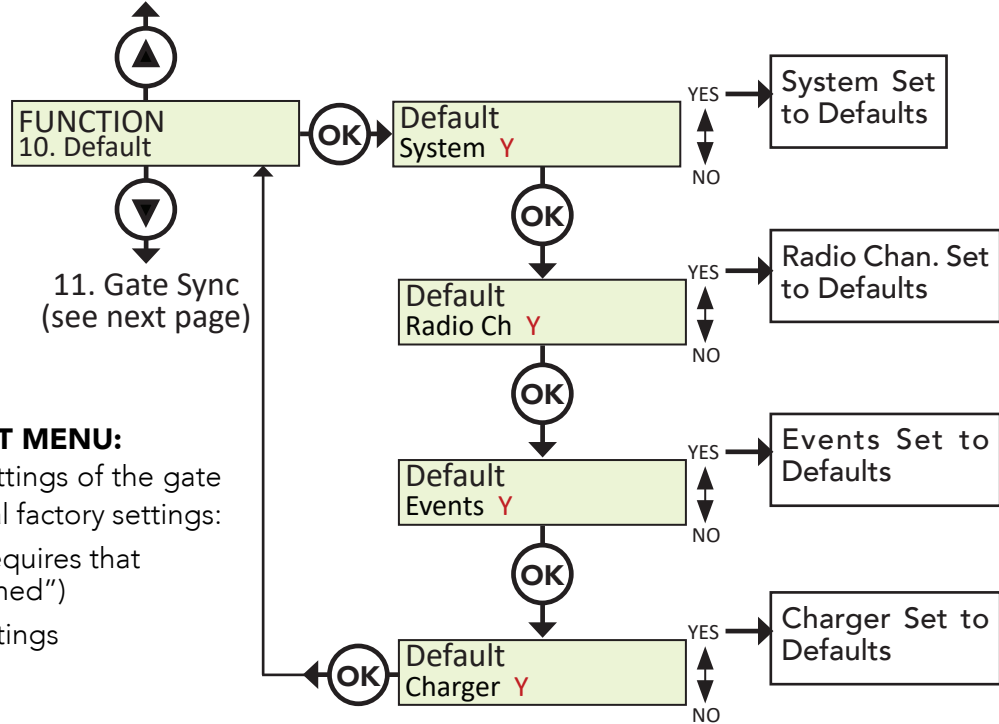 FUNCTION
10. Default
OK
Default
System Y
YES
NO
System Set
to Defaults
OK
11. Gate Sync
(see next page)
Default
Radio Ch Y
YES
NO
Radio Chan. Set
to Defaults
OK
T MENU:
ttings of the gate
al factory settings:
equires that
ned”)
tings
Default
Events Y
YES
NO
Events Set to
Defaults
OK
OK
Default
Charger Y
YES
NO
Charger Set to
Defaults